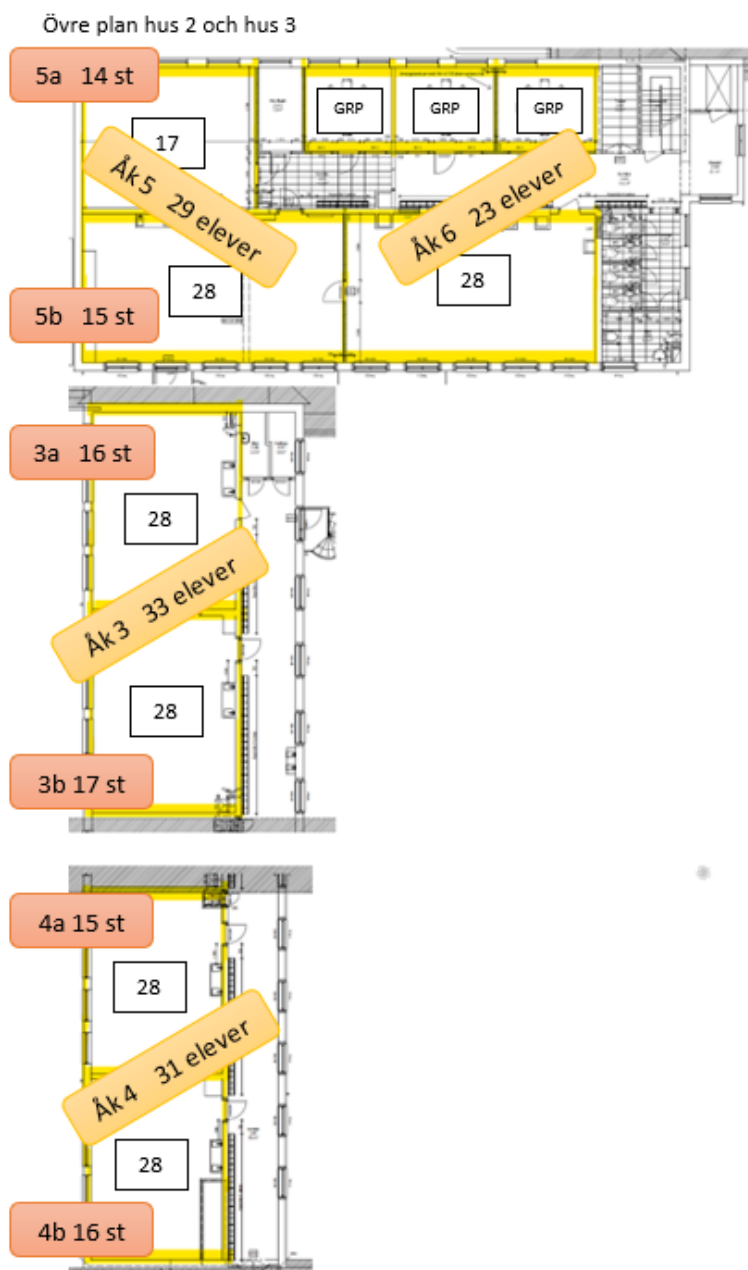 Övre plan hus 2 och hus 3
5a 14 st
GRP
GRP
GRP
17
Åk 5 29 elever
Åk 6 23 elever
28
28
5b 15 st
3a 16 st
28
Åk 3 33 elever
28
3b 17 st
4a 15 st
28
Åk 4 31 elever
28
4b 16 st